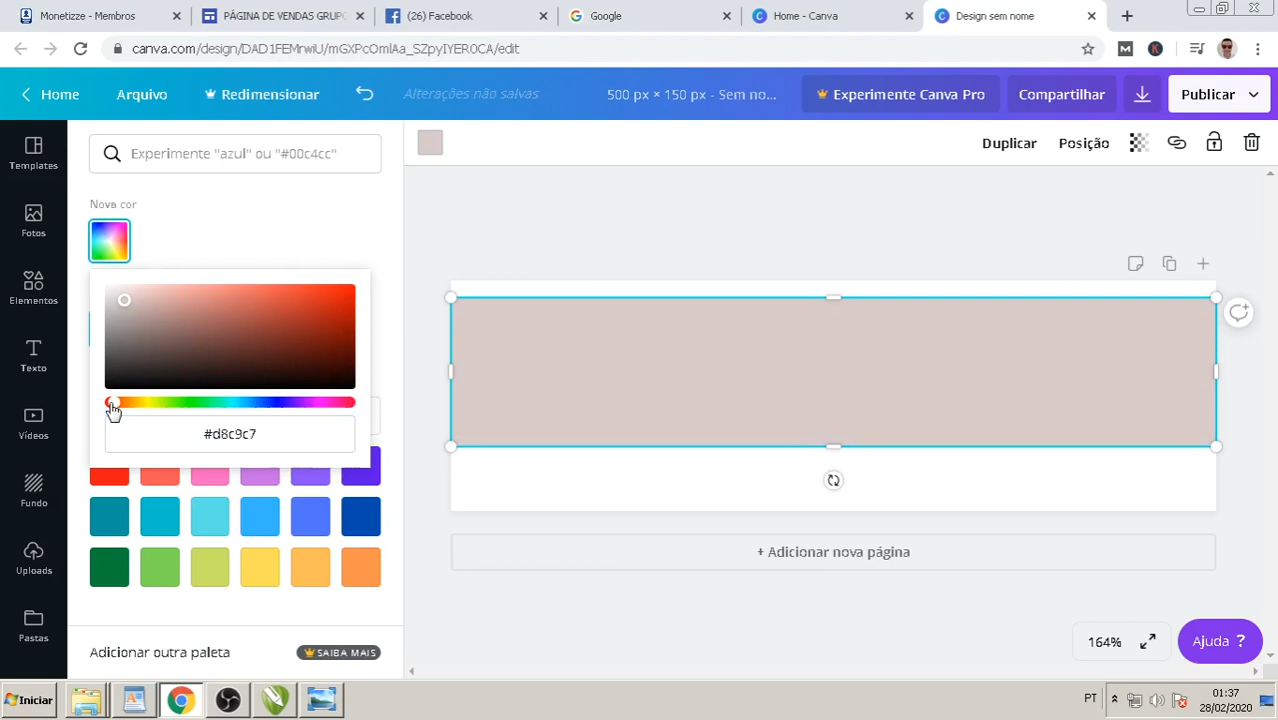 Monetizze - Membros
PÁGINA DE VENDAS GRUPO
(26) Facebook
Google
Home - Canva
Design sem nome
canva.com/design/DAD1FEMrwiU/mGXPcOmIAa_SZpyIYER0CA/edit
Home
Arquivo
Redimensionar
Alterações não salvas
500 px × 150 px - Sem no...
Experimente Canva Pro
Compartilhar
Publicar
Templates
Fotos
Elementos
Texto
Vídeos
Fundo
Uploads
Pastas
Experimente "azul" ou "#00c4cc"
Nova cor
#d8c9c7
Adicionar outra paleta
SAIBA MAIS
Duplicar
Posição
+ Adicionar nova página
164%
Ajuda ?
Iniciar
PT
01:37
28/02/2020